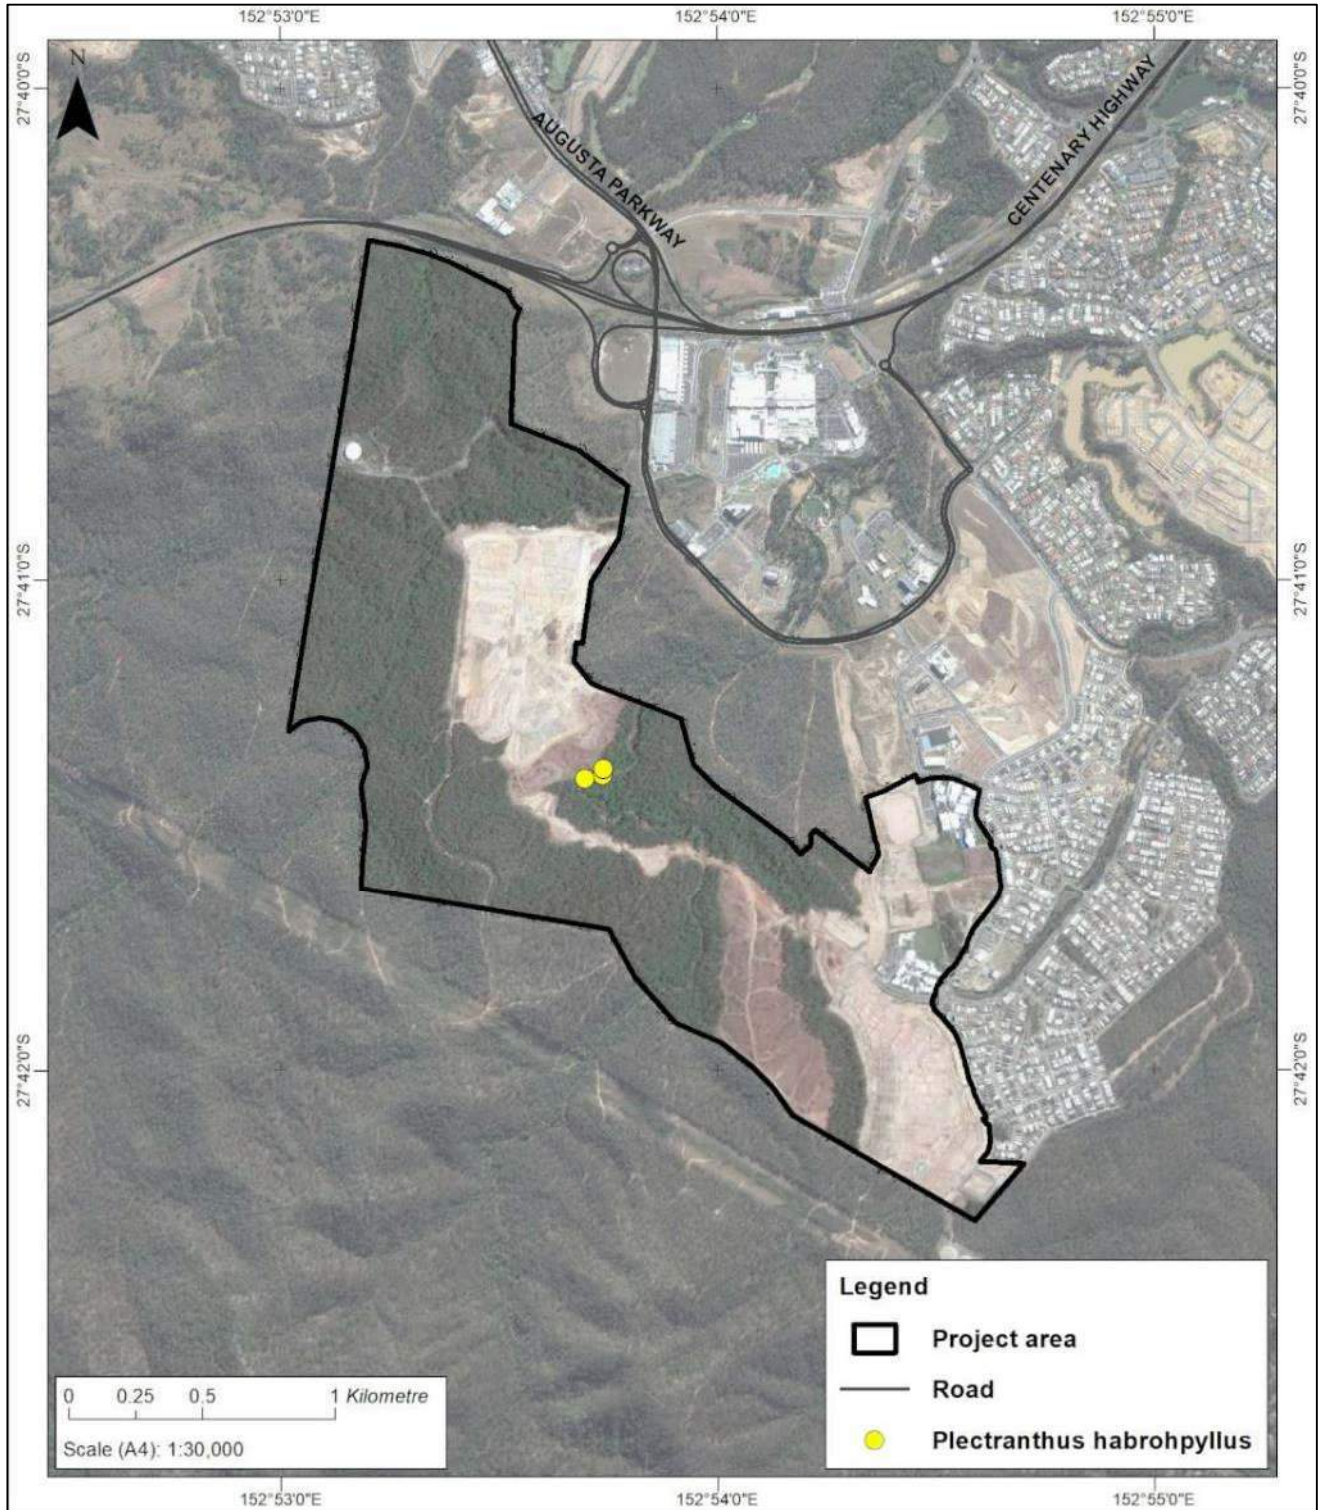 152°53'0"E
152°54'0"E
152°55'0"E
N
27°40'0"S
27°40'0"S
AUGUSTA PARKWAY
CENTENARY HIGHWAY
27°41'0"S
27°41'0"S
27°42'0"S
27°42'0"S
Legend
Project area
Road
Plectranthus habrohpyllus
0 0.25 0.5 1 Kilometre
Scale (A4): 1:30,000
152°53'0"E
152°54'0"E
152°55'0"E